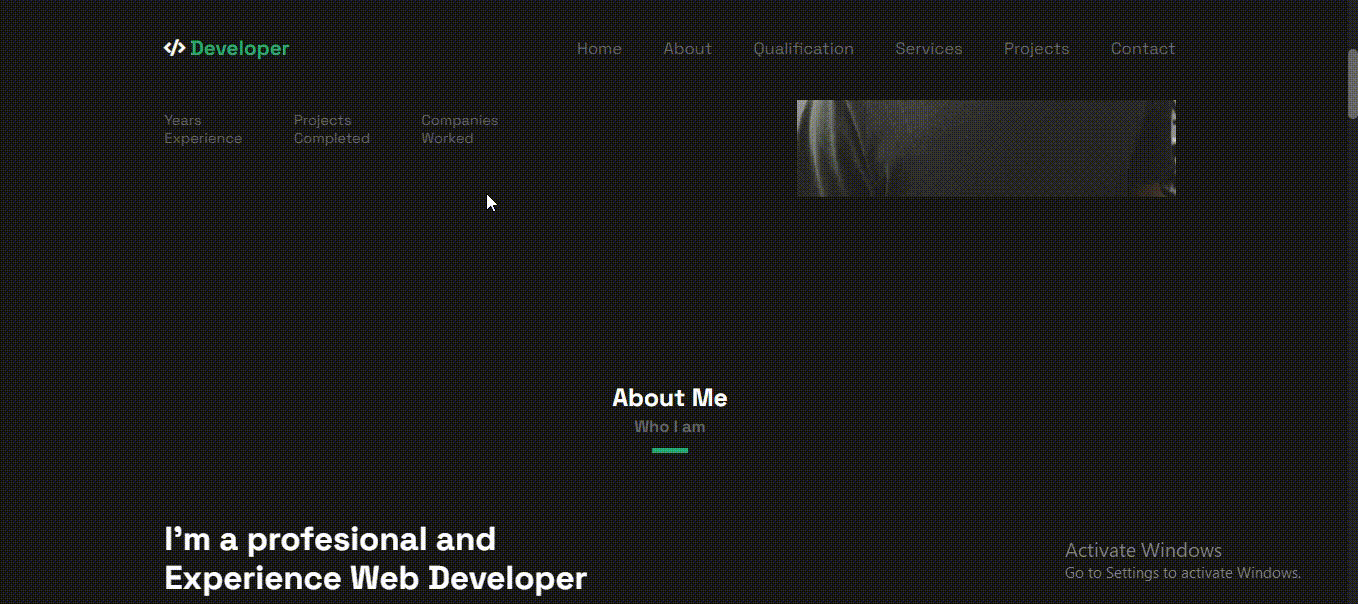 </> Developer
Home About Qualification Services Projects Contact
Years Projects Companies
Experience Completed Worked
About Me
Who I am
I'm a profesional and
Experience Web Developer
Activate Windows
Go to Settings to activate Windows.